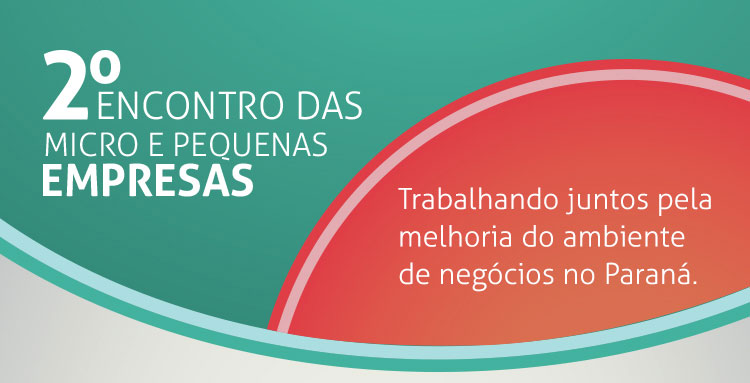 2º ENCONTRO DAS
MICRO E PEQUENAS
EMPRESAS
Trabalhando juntos pela
melhoria do ambiente
de negócios no Paraná.